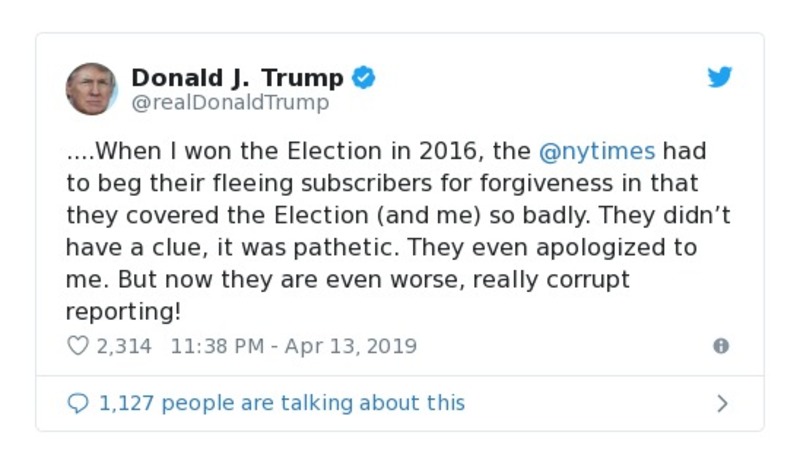 Donald J. Trump
@realDonaldTrump
....When I won the Election in 2016, the @nytimes had
to beg their fleeing subscribers for forgiveness in that
they covered the Election (and me) so badly. They didn’t
have a clue, it was pathetic. They even apologized to
me. But now they are even worse, really corrupt
reporting!
2,314 11:38 PM - Apr 13, 2019
1,127 people are talking about this